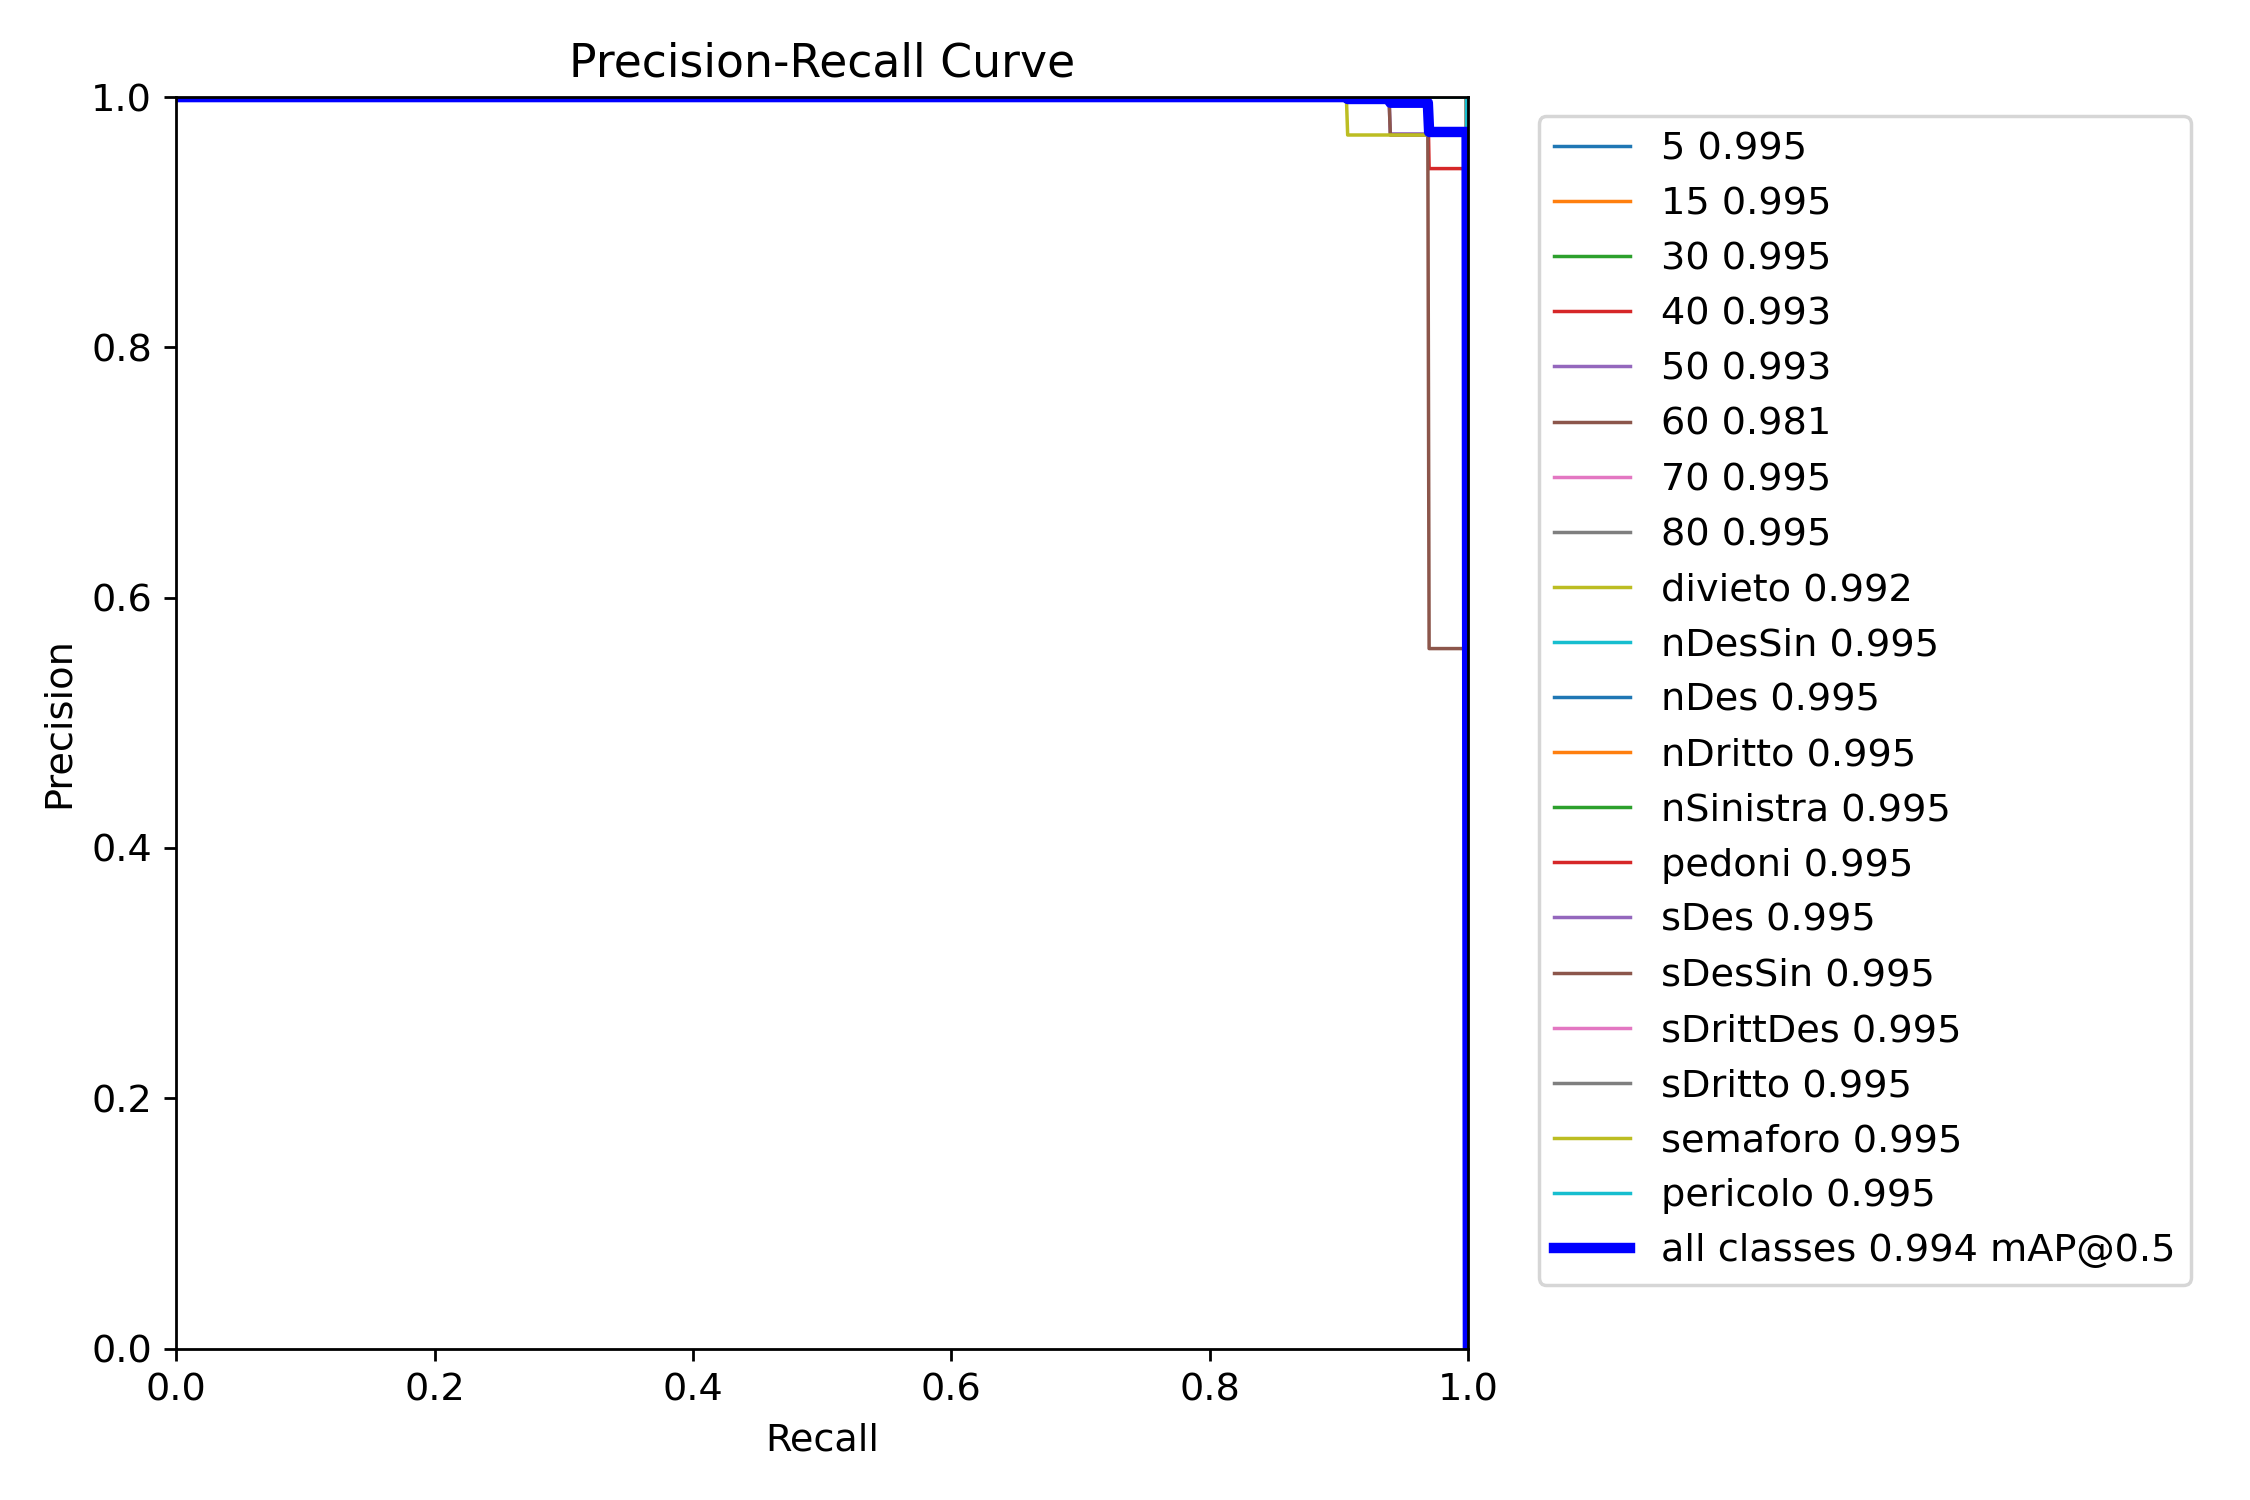 Precision-Recall Curve
1.0
0.8
0.6
0.4
0.2
0.0
Precision
0.0 0.2 0.4 0.6 0.8 1.0
Recall
5 0.995
15 0.995
30 0.995
40 0.993
50 0.993
60 0.981
70 0.995
80 0.995
divieto 0.992
nDesSin 0.995
nDes 0.995
nDritto 0.995
nSinistra 0.995
pedoni 0.995
sDes 0.995
sDesSin 0.995
sDrittDes 0.995
sDritto 0.995
semaforo 0.995
pericolo 0.995
all classes 0.994 mAP@0.5